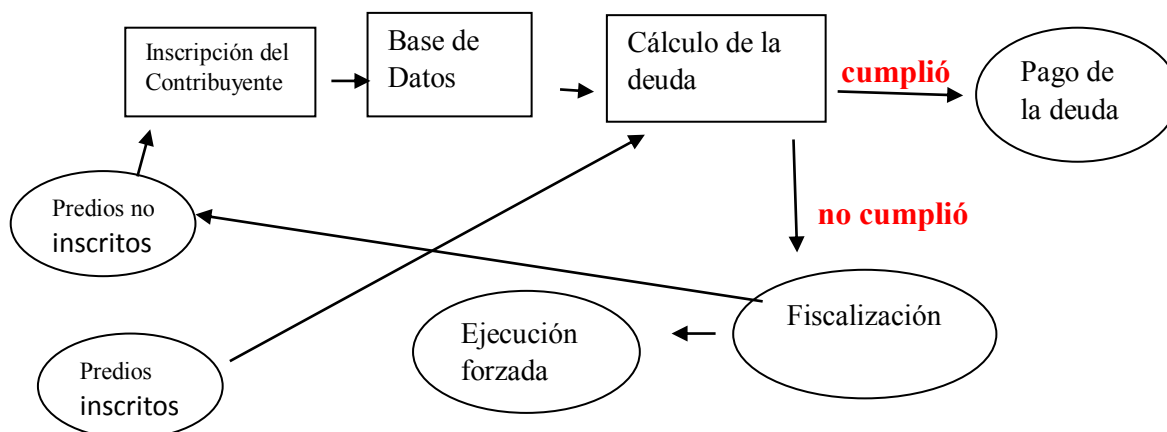 Inscripción del
Contribuyente
Base de
Datos
Cálculo de la
deuda
cumplió
Pago de
la deuda
Predios no
inscritos
no cumplió
Fiscalización
Ejecución
forzada
Predios
inscritos